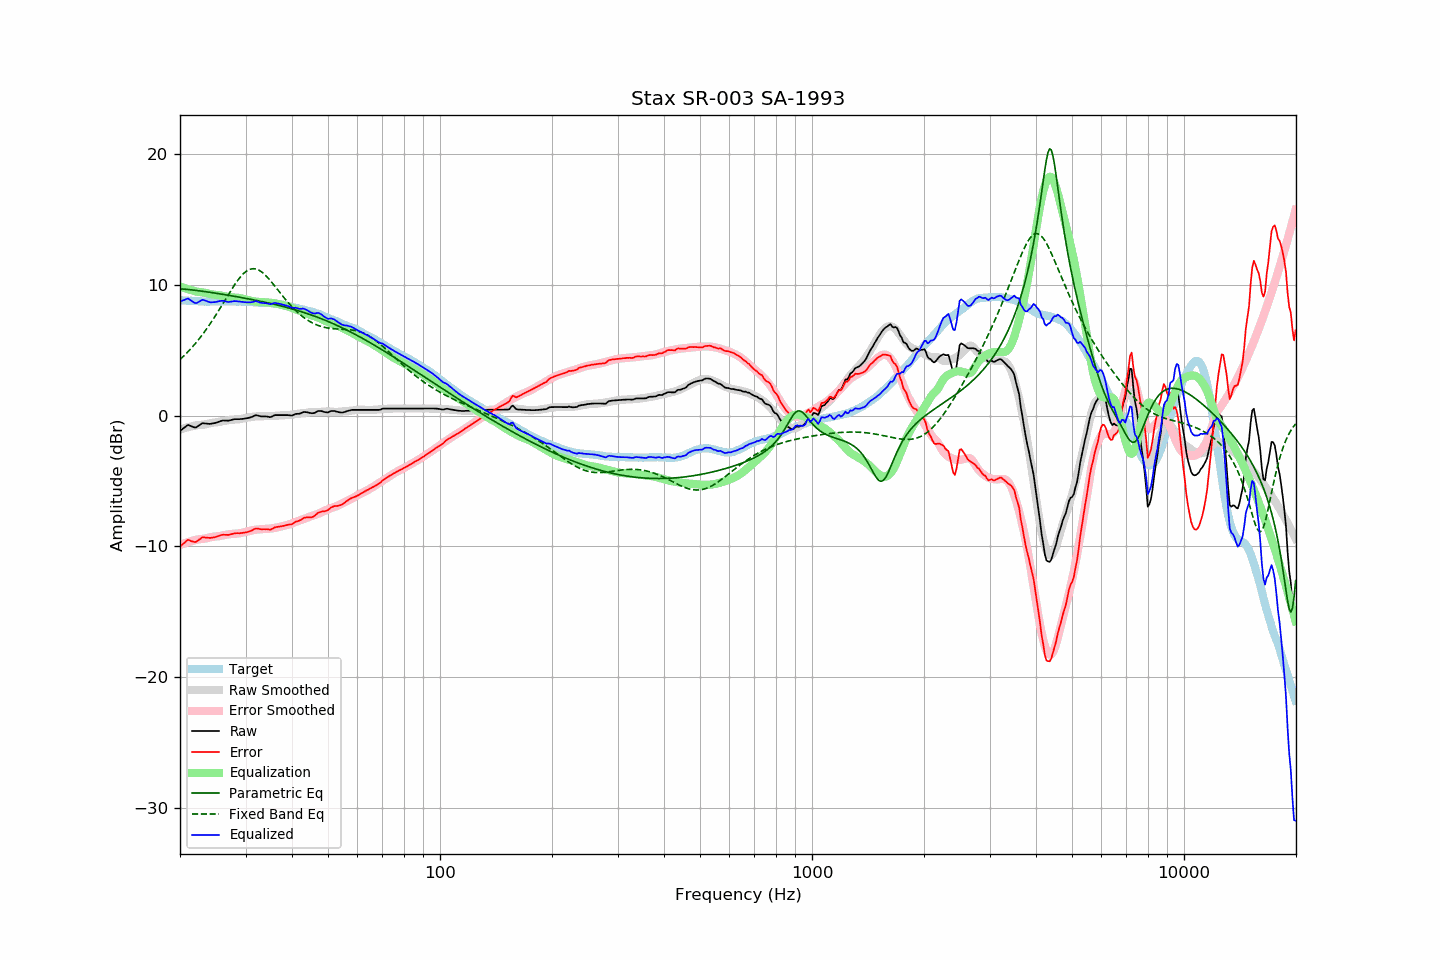 Stax SR-003 SA-1993
Amplitude (dBr)
20
10
0
−10
−20
−30
Target
Raw Smoothed
Error Smoothed
Raw
Error
Equalization
Parametric Eq
Fixed Band Eq
Equalized
100
1000
10000
Frequency (Hz)